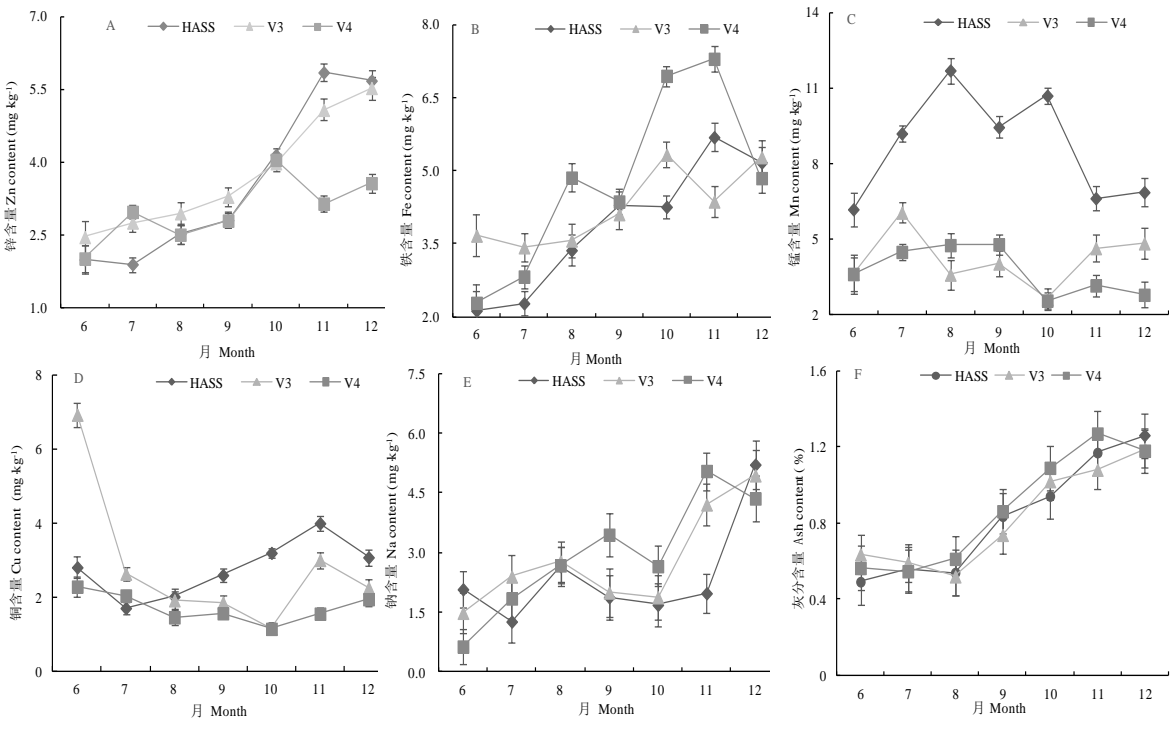 A
HASS V3 V4
锌含量 Zn content (mg·kg⁻¹)
7.0
5.5
4.0
2.5
1.0
6 7 8 9 10 11 12
月 Month
B
HASS V3 V4
铁含量 Fe content (mg·kg⁻¹)
8.0
6.5
5.0
3.5
2.0
6 7 8 9 10 11 12
月 Month
C
HASS V3 V4
锰含量 Mn content (mg·kg⁻¹)
14
11
8
5
2
6 7 8 9 10 11 12
月 Month
D
HASS V3 V4
铜含量 Cu content (mg·kg⁻¹)
8
6
4
2
0
6 7 8 9 10 11 12
月 Month
E
HASS V3 V4
钠含量 Na content (mg·kg⁻¹)
7.5
6.0
4.5
3.0
1.5
0.0
6 7 8 9 10 11 12
月 Month
F
HASS V3 V4
灰分含量 Ash content (%)
1.6
1.2
0.8
0.4
0
6 7 8 9 10 11 12
月 Month